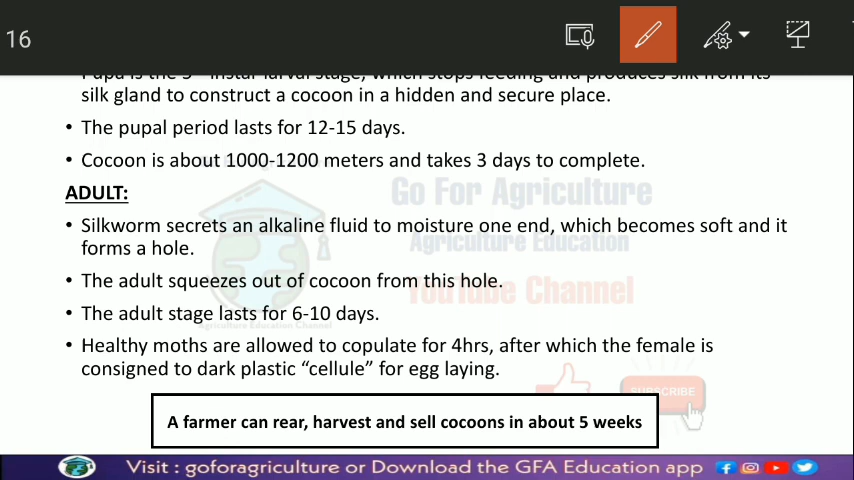 16
Pupa is the 5th instar larval stage, which stops feeding and produces silk from its
silk gland to construct a cocoon in a hidden and secure place.
• The pupal period lasts for 12-15 days.
• Cocoon is about 1000-1200 meters and takes 3 days to complete.
ADULT:
• Silkworm secrets an alkaline fluid to moisture one end, which becomes soft and it
forms a hole.
• The adult squeezes out of cocoon from this hole.
• The adult stage lasts for 6-10 days.
• Healthy moths are allowed to copulate for 4hrs, after which the female is
consigned to dark plastic “cellule” for egg laying.
A farmer can rear, harvest and sell cocoons in about 5 weeks
Go For Agriculture
Agriculture Education
YouTube Channel
Agriculture Education Channel
SUBSCRIBE
Visit : goforagriculture or Download the GFA Education app